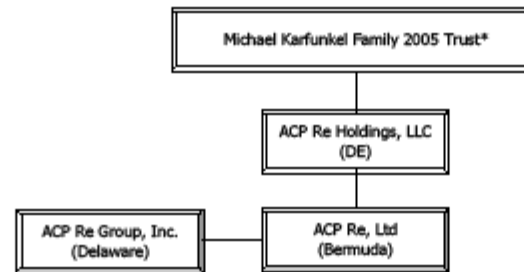 Michael Karfunkel Family 2005 Trust*
ACP Re Holdings, LLC
(DE)
ACP Re Group, Inc.
(Delaware)
ACP Re, Ltd
(Bermuda)